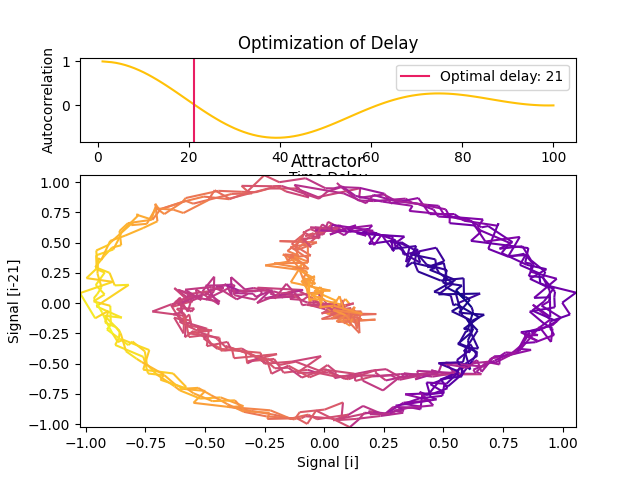 Optimization of Delay
Autocorrelation
1
0
Optimal delay: 21
0 20 40 60 80 100
Attractor
Signal [i-21]
1.00
0.75
0.50
0.25
0.00
−0.25
−0.50
−0.75
−1.00
−1.00 −0.75 −0.50 −0.25 0.00 0.25 0.50 0.75 1.00
Signal [i]